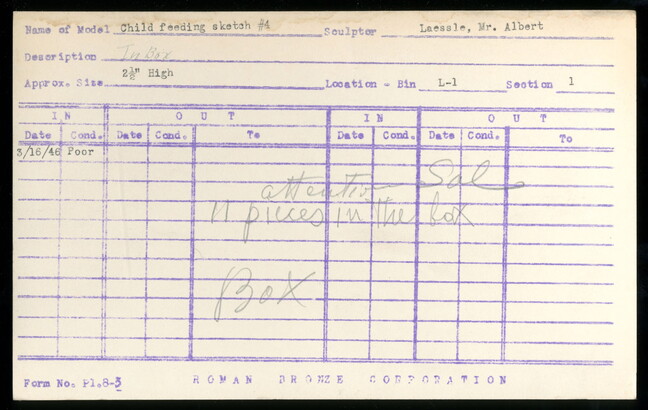 Name of Model Child feeding sketch #4 Sculptor Laessle, Mr. Albert
Description In Box
Approx. Size 2½" High Location - Bin L-1 Section 1
IN OUT IN OUT
Date Cond. Date Cond. To Date Cond. Date Cond. To
3/16/46 Poor
attention Sal
11 pieces in the box
Box
Form No. Pl.8-3 ROMAN BRONZE CORPORATION